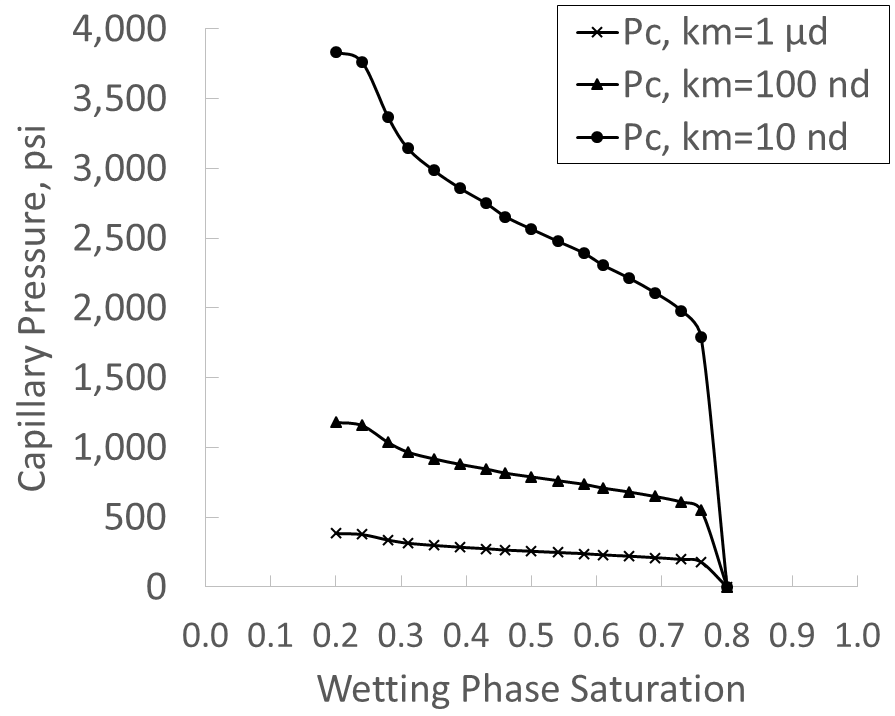 Pc, km=1 µd
Pc, km=100 nd
Pc, km=10 nd
Capillary Pressure, psi
4,000
3,500
3,000
2,500
2,000
1,500
1,000
500
0
0.0 0.1 0.2 0.3 0.4 0.5 0.6 0.7 0.8 0.9 1.0
Wetting Phase Saturation